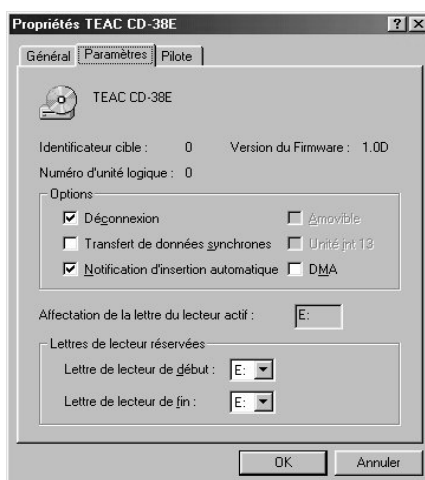 Propriétés TEAC CD-38E
Général Paramètres Pilote
TEAC CD-38E
Identificateur cible : 0 Version du Firmware : 1.0D
Numéro d'unité logique : 0
Options
Déconnexion Amovible
Transfert de données synchrones Unité int 13
Notification d'insertion automatique DMA
Affectation de la lettre du lecteur actif : E:
Lettres de lecteur réservées
Lettre de lecteur de début : E:
Lettre de lecteur de fin : E:
OK Annuler